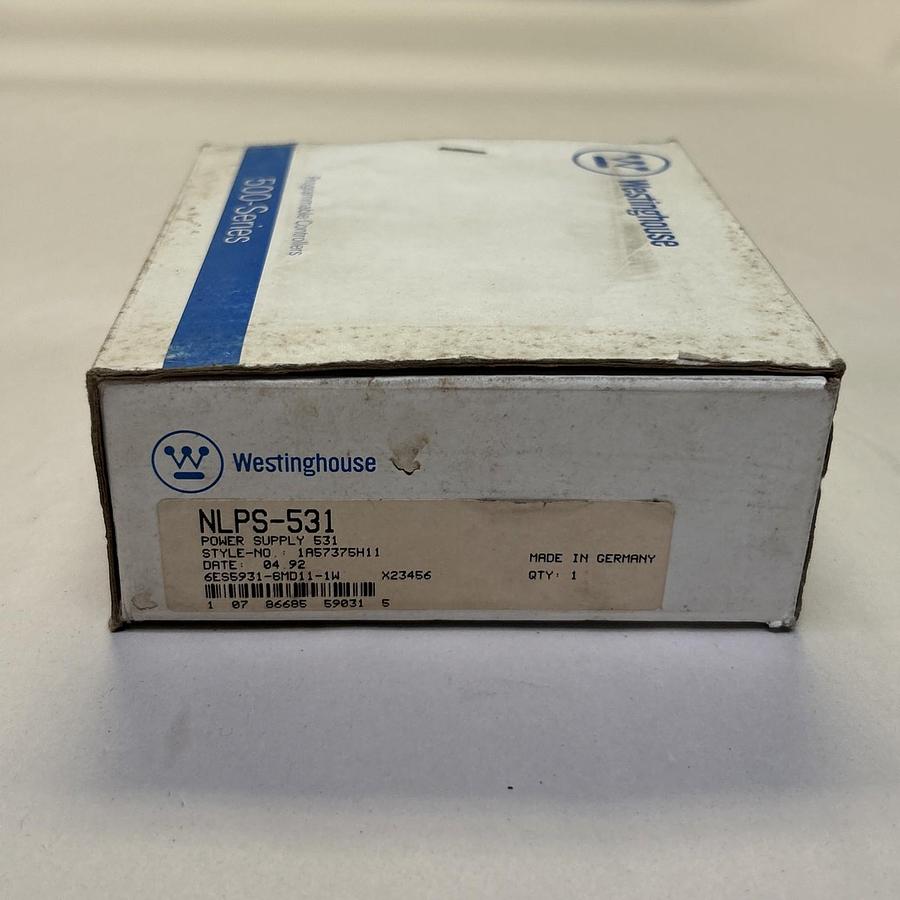 500-Series
Programmable Controllers
Westinghouse
Westinghouse
NLPS-531
POWER SUPPLY 531
STYLE-NO.: 1A57375H11
DATE: 04.92
6ES5931-8MD11-1W X23456
1 07 86685 59031 5
MADE IN GERMANY
QTY: 1